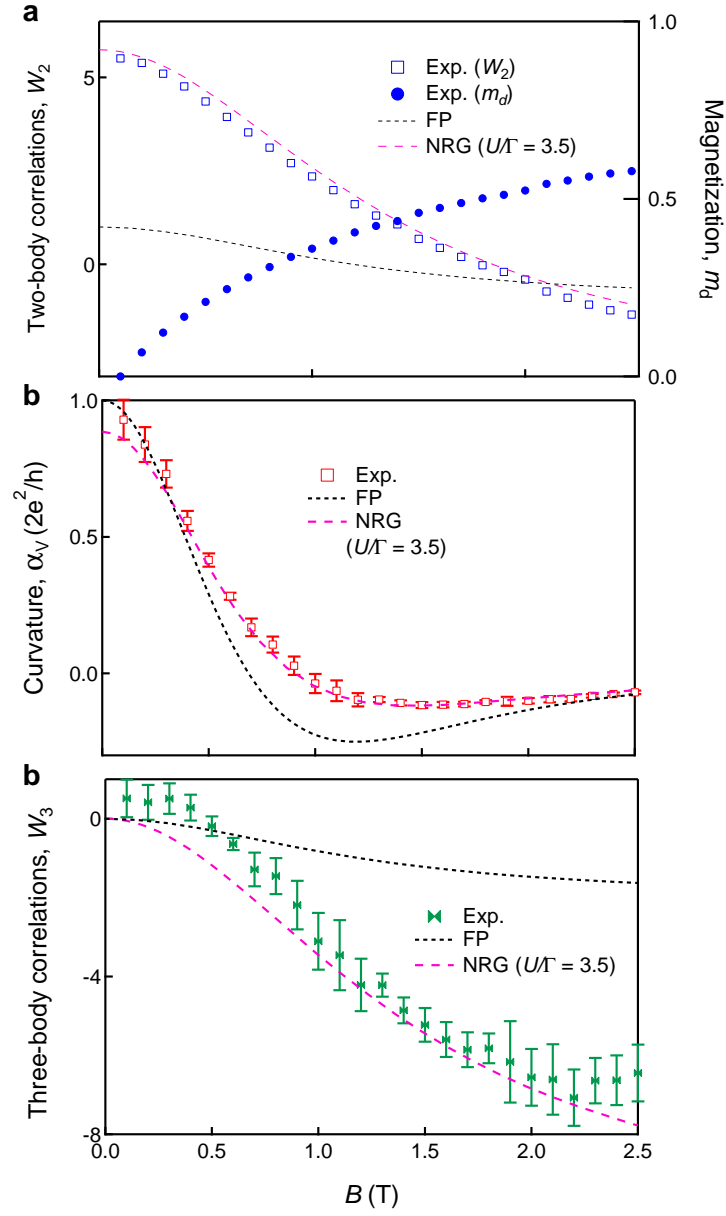 a
Two-body correlations, W2
5
0
Exp. (W2)
Exp. (md)
FP
NRG (U/Γ = 3.5)
1.0
0.5
0.0
Magnetization, md
b
Curvature, αV (2e²/h)
1.0
0.5
0.0
Exp.
FP
NRG
(U/Γ = 3.5)
b
Three-body correlations, W3
0
-4
-8
Exp.
FP
NRG (U/Γ = 3.5)
0.0 0.5 1.0 1.5 2.0 2.5
B (T)